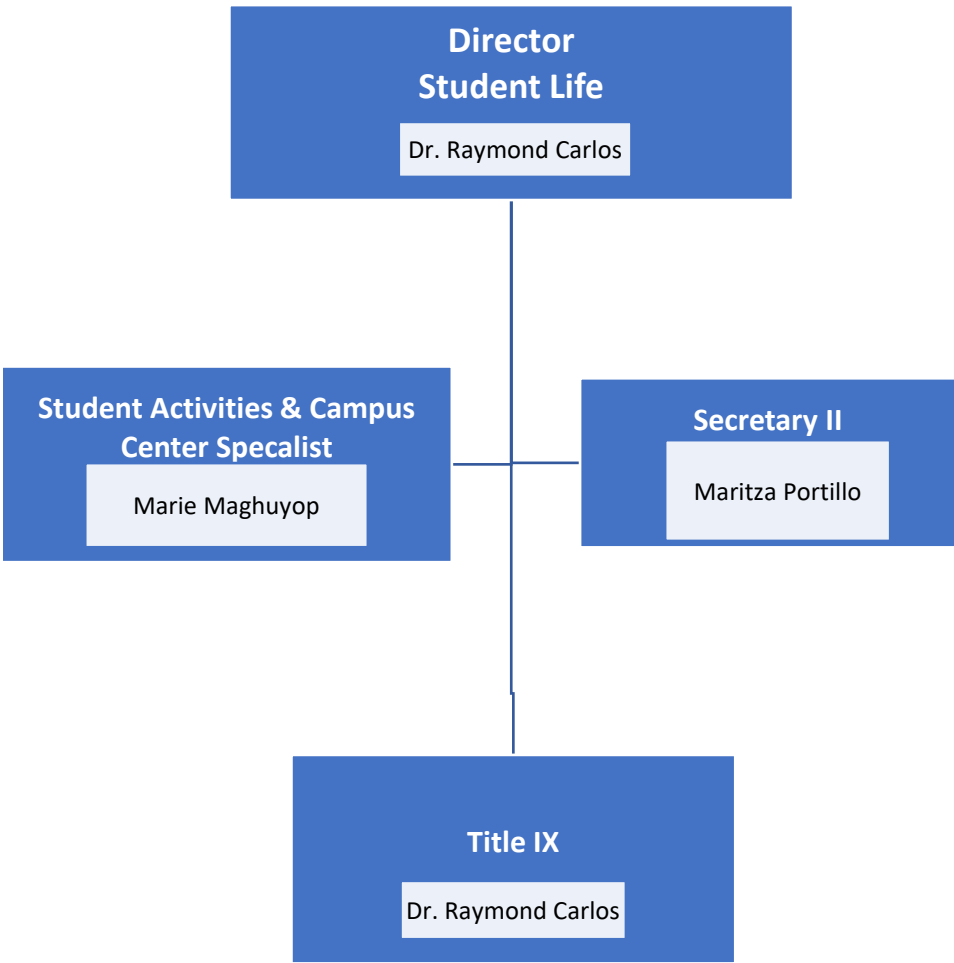 Director
Student Life
Dr. Raymond Carlos
Student Activities & Campus
Center Specalist
Marie Maghuyop
Secretary II
Maritza Portillo
Title IX
Dr. Raymond Carlos